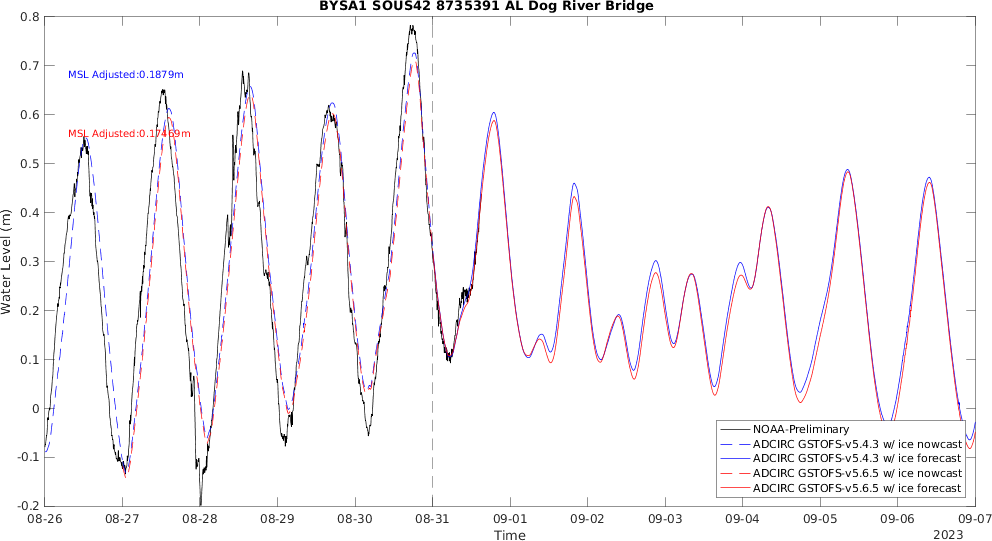 BYSA1 SOUS42 8735391 AL Dog River Bridge
0.8
0.7
0.6
0.5
0.4
0.3
0.2
0.1
0
-0.1
-0.2
Water Level (m)
MSL Adjusted:0.1879m
MSL Adjusted:0.17469m
NOAA-Preliminary
ADCIRC GSTOFS-v5.4.3 w/ ice nowcast
ADCIRC GSTOFS-v5.4.3 w/ ice forecast
ADCIRC GSTOFS-v5.6.5 w/ ice nowcast
ADCIRC GSTOFS-v5.6.5 w/ ice forecast
08-26 08-27 08-28 08-29 08-30 08-31 09-01 09-02 09-03 09-04 09-05 09-06 09-07
Time
2023